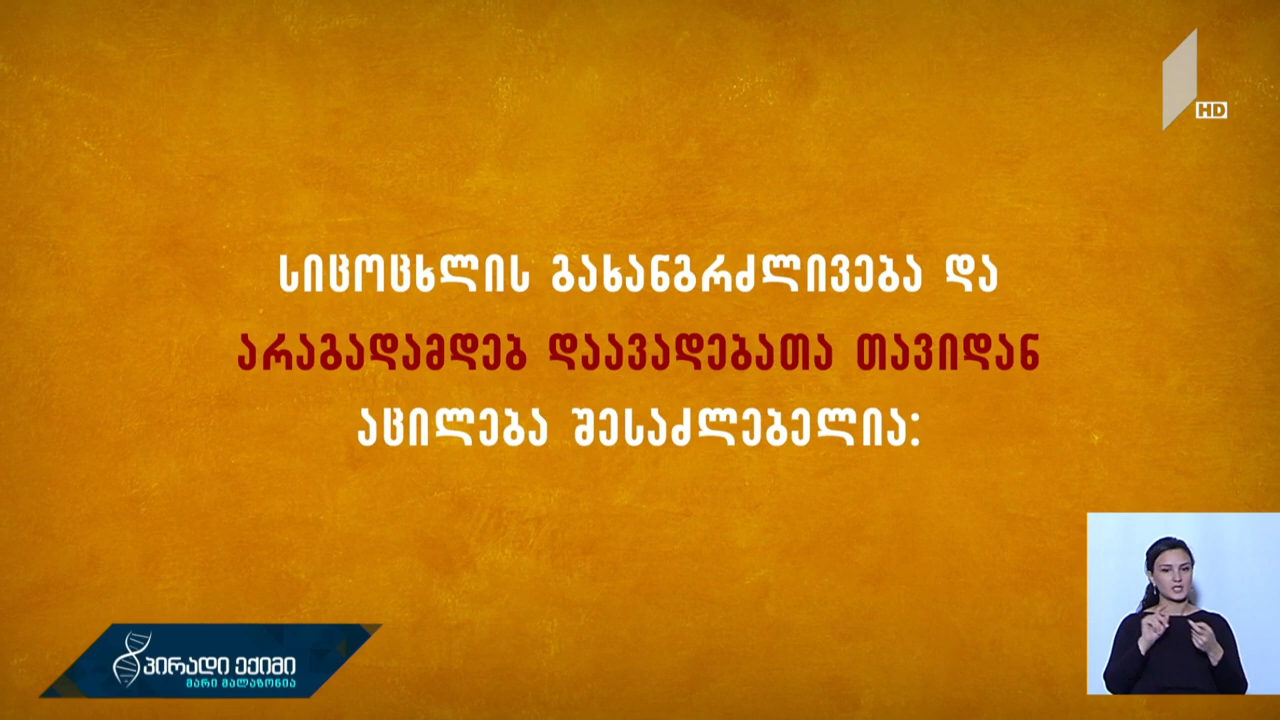 HD
სიცოცხლის გახანგრძლივება და
არაგადამდებ დაავადებათა თავიდან
აცილება შესაძლებელია:
პირადი ექიმი
მარი მალაზონია